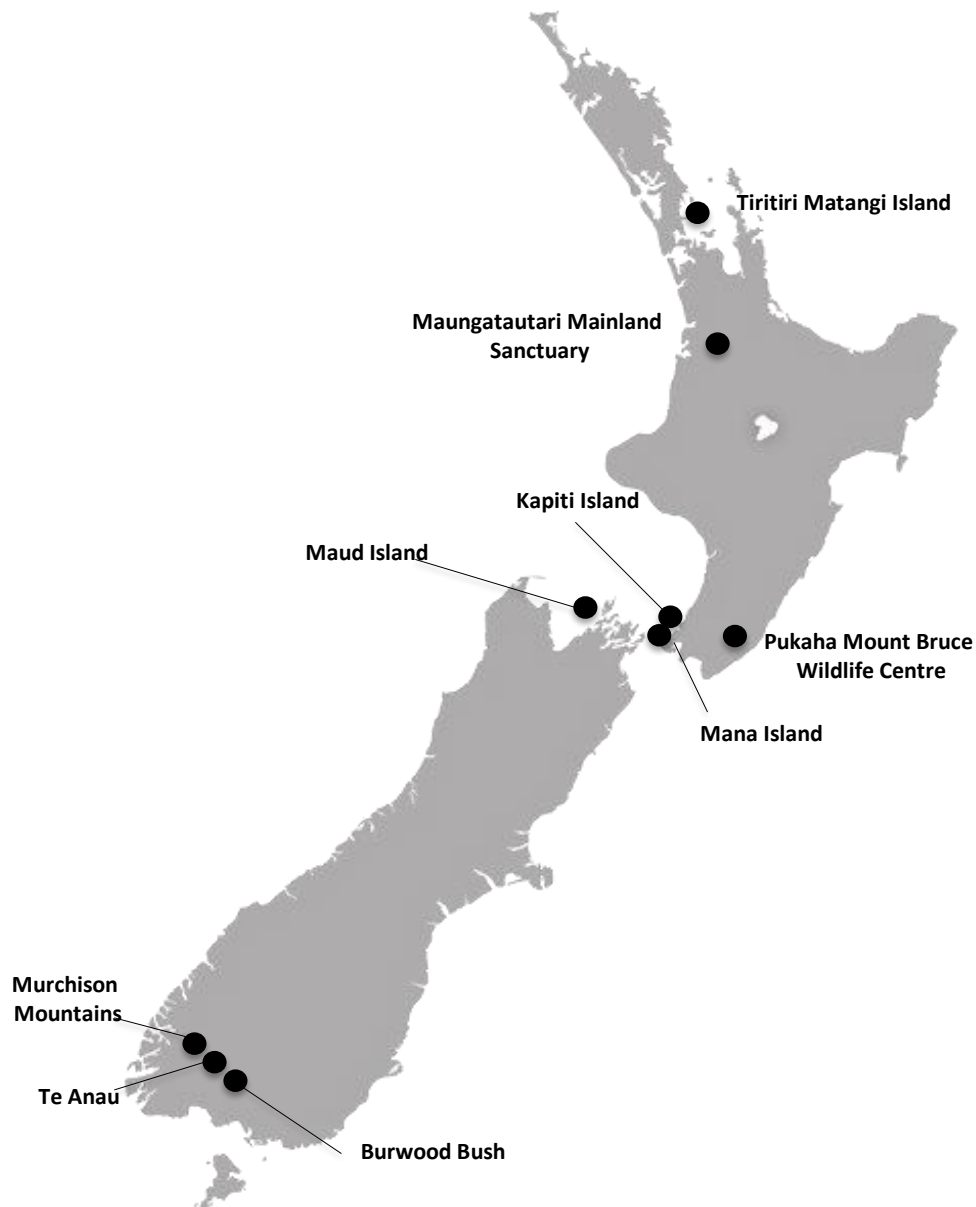 Tiritiri Matangi Island
Maungatautari Mainland
Sanctuary
Kapiti Island
Maud Island
Pukaha Mount Bruce
Wildlife Centre
Mana Island
Murchison
Mountains
Te Anau
Burwood Bush